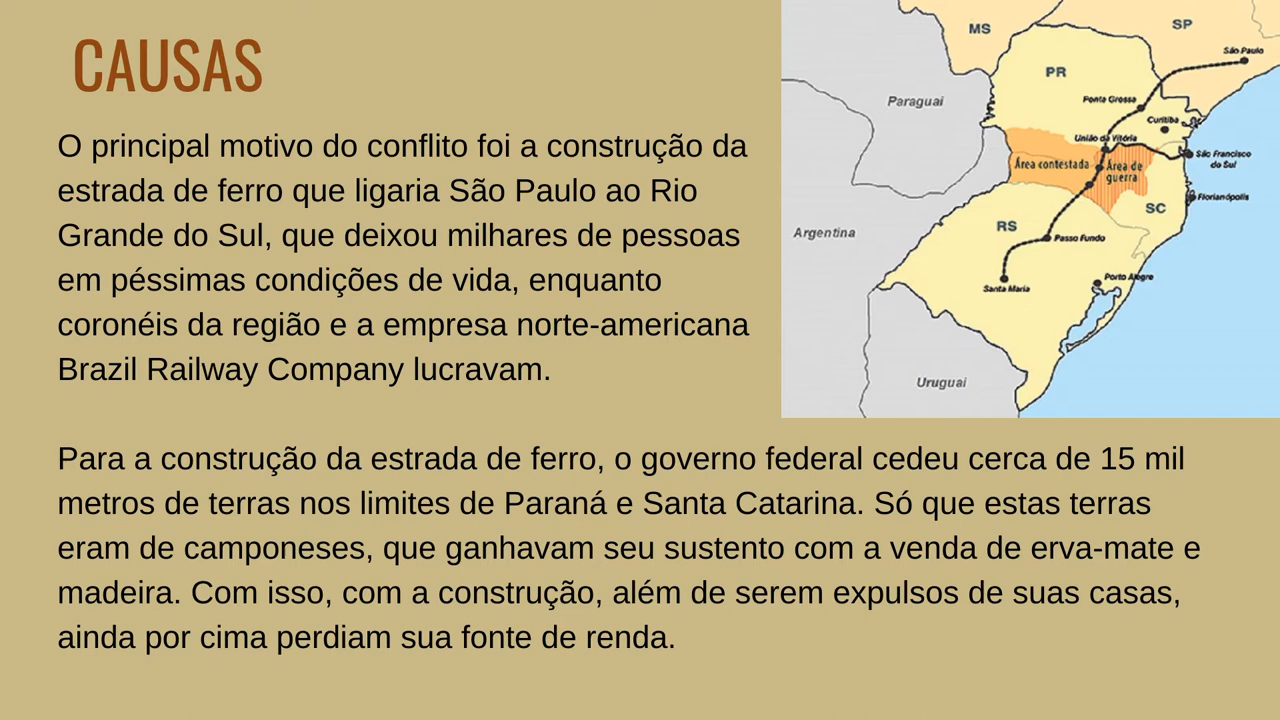 CAUSAS
O principal motivo do conflito foi a construção da
estrada de ferro que ligaria São Paulo ao Rio
Grande do Sul, que deixou milhares de pessoas
em péssimas condições de vida, enquanto
coronéis da região e a empresa norte-americana
Brazil Railway Company lucravam.
Para a construção da estrada de ferro, o governo federal cedeu cerca de 15 mil
metros de terras nos limites de Paraná e Santa Catarina. Só que estas terras
eram de camponeses, que ganhavam seu sustento com a venda de erva-mate e
madeira. Com isso, com a construção, além de serem expulsos de suas casas,
ainda por cima perdiam sua fonte de renda.
MS
SP
São Paulo
PR
Paraguai
Ponta Grossa
Curitiba
União da Vitória
São Francisco
do Sul
Área contestada
Área de
guerra
Florianópolis
SC
RS
Argentina
Passo Fundo
Porto Alegre
Santa Maria
Uruguai